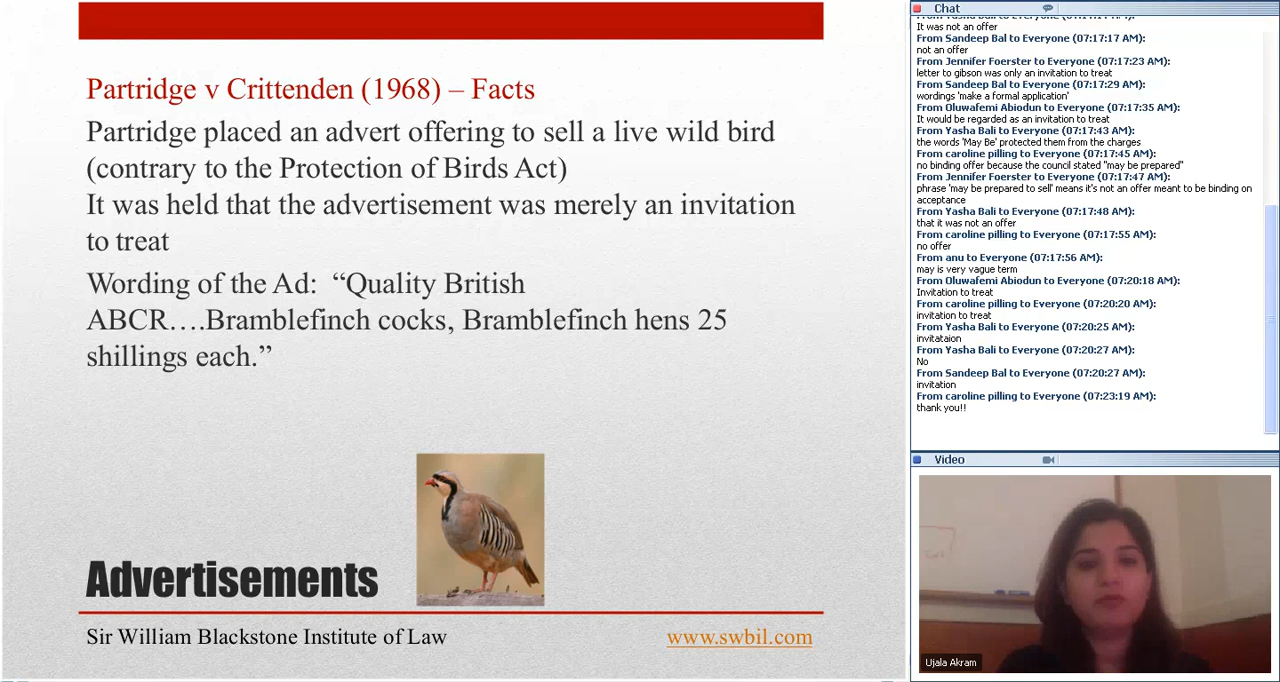 Partridge v Crittenden (1968) – Facts
Partridge placed an advert offering to sell a live wild bird
(contrary to the Protection of Birds Act)
It was held that the advertisement was merely an invitation
to treat
Wording of the Ad:  “Quality British
ABCR….Bramblefinch cocks, Bramblefinch hens 25
shillings each.”
Advertisements
Sir William Blackstone Institute of Law
www.swbil.com
Chat
From Yasha Bali to Everyone
It was not an offer
From Sandeep Bal to Everyone (07:17:17 AM):
not an offer
From Jennifer Foerster to Everyone (07:17:23 AM):
letter to gibson was only an invitation to treat
From Sandeep Bal to Everyone (07:17:29 AM):
wordings 'make a formal application'
From Oluwafemi Abiodun to Everyone (07:17:35 AM):
It would be regarded as an invitation to treat
From Yasha Bali to Everyone (07:17:43 AM):
the words 'May Be' protected them from the charges
From caroline pilling to Everyone (07:17:45 AM):
no binding offer because the council stated "may be prepared"
From Jennifer Foerster to Everyone (07:17:47 AM):
phrase 'may be prepared to sell' means it's not an offer meant to be binding on
acceptance
From Yasha Bali to Everyone (07:17:48 AM):
that it was not an offer
From caroline pilling to Everyone (07:17:55 AM):
no offer
From anu to Everyone (07:17:56 AM):
may is very vague term
From Oluwafemi Abiodun to Everyone (07:20:18 AM):
Invitation to treat
From caroline pilling to Everyone (07:20:20 AM):
invitation to treat
From Yasha Bali to Everyone (07:20:25 AM):
invitataion
From Yasha Bali to Everyone (07:20:27 AM):
No
From Sandeep Bal to Everyone (07:20:27 AM):
invitation
From caroline pilling to Everyone (07:23:19 AM):
thank you!!
Video
Ujala Akram